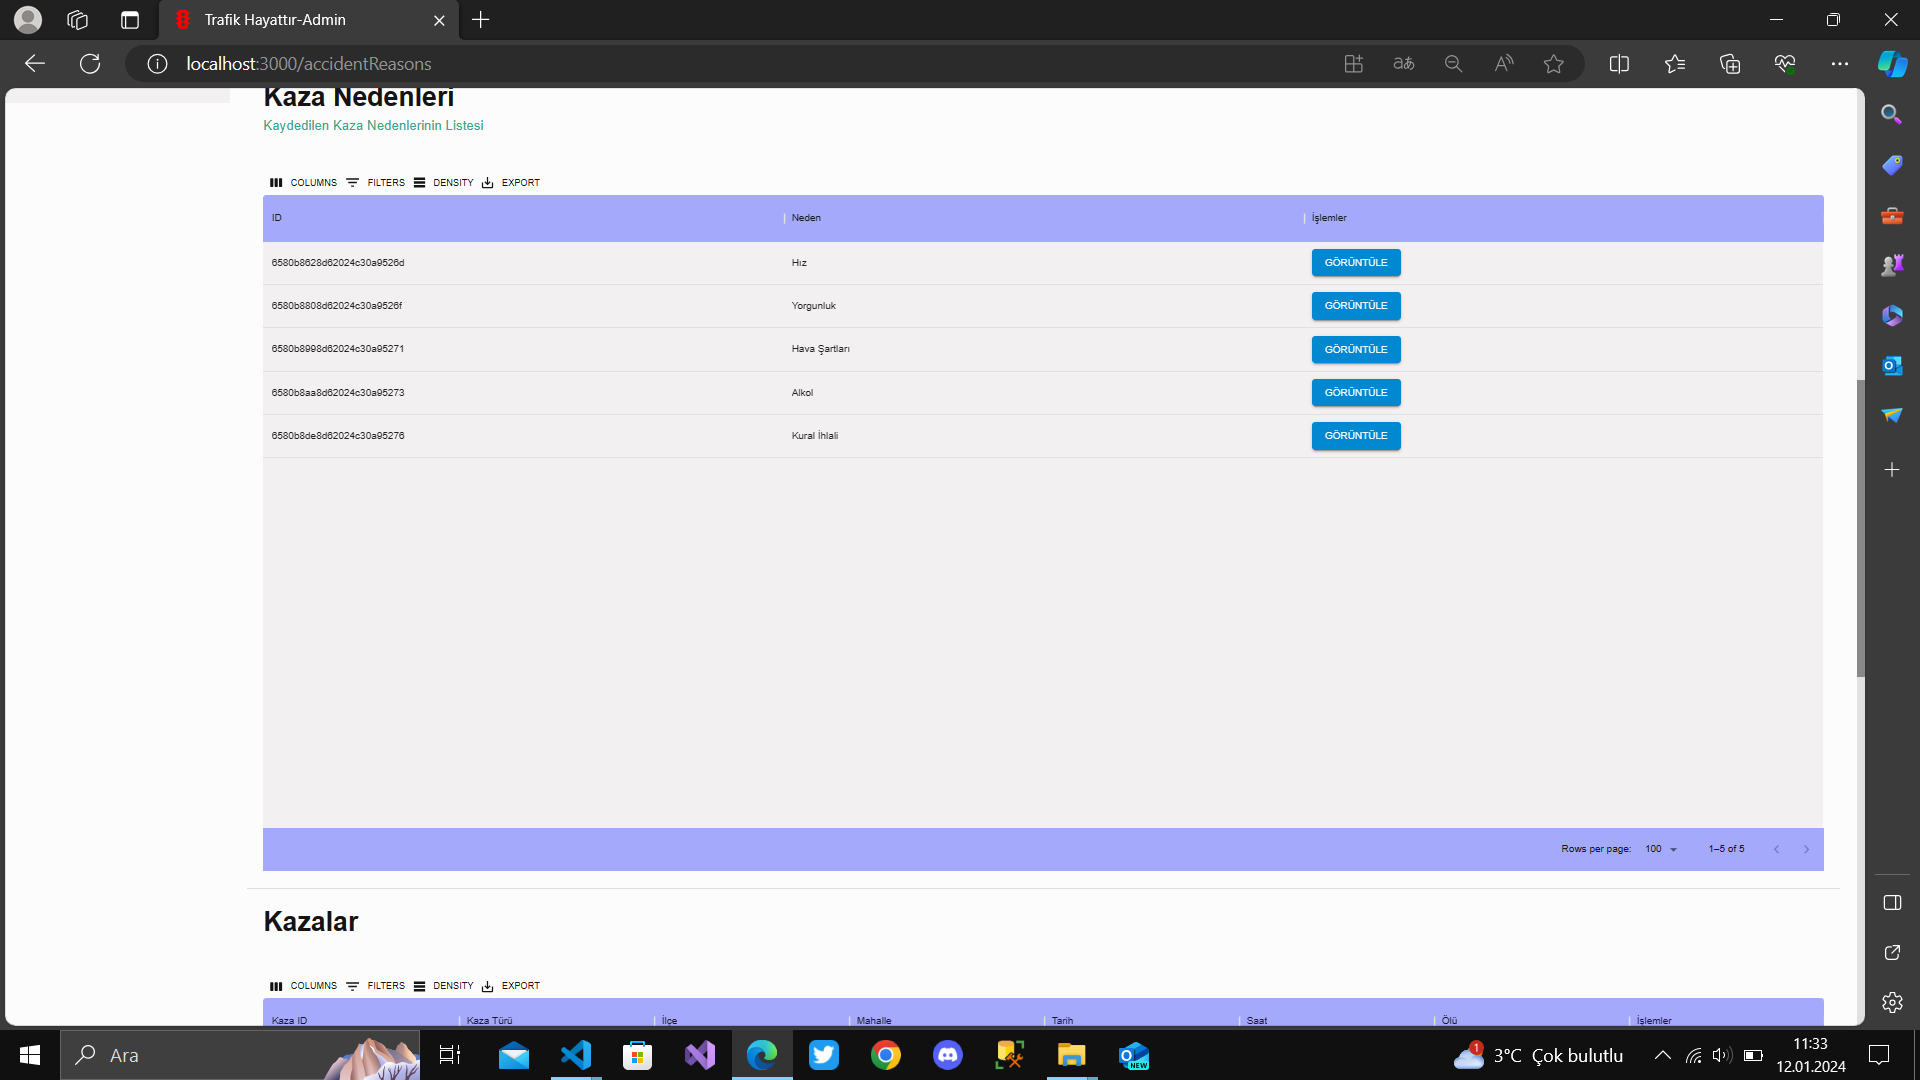 Trafik Hayattır-Admin
localhost:3000/accidentReasons
Kaza Nedenleri
Kaydedilen Kaza Nedenlerinin Listesi
COLUMNS FILTERS DENSITY EXPORT
ID Neden İşlemler
6580b8628d62024c30a9526d Hız GÖRÜNTÜLE
6580b8808d62024c30a9526f Yorgunluk GÖRÜNTÜLE
6580b8998d62024c30a95271 Hava Şartları GÖRÜNTÜLE
6580b8aa8d62024c30a95273 Alkol GÖRÜNTÜLE
6580b8de8d62024c30a95276 Kural İhlali GÖRÜNTÜLE
Rows per page: 100 1–5 of 5
Kazalar
COLUMNS FILTERS DENSITY EXPORT
Kaza ID Kaza Türü İlçe Mahalle Tarih Saat Ölü İşlemler
Ara
NEW
1
3°C Çok bulutlu
11:33
12.01.2024